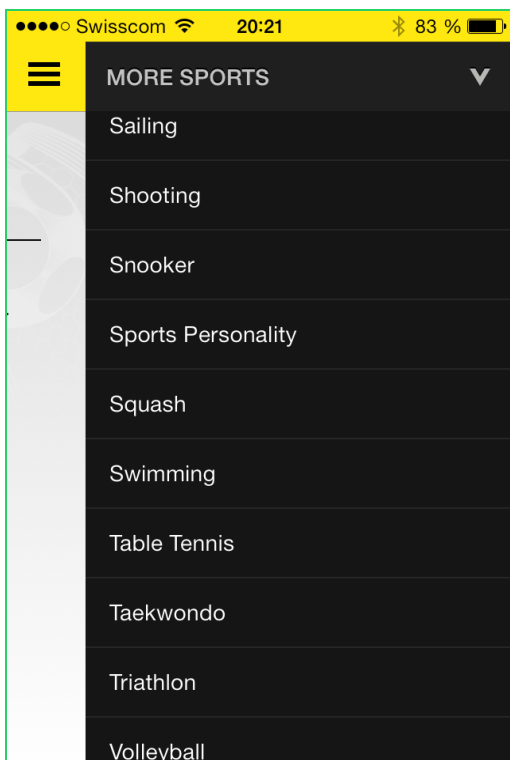 Swisscom 20:21 83 %
MORE SPORTS
Sailing
Shooting
Snooker
Sports Personality
Squash
Swimming
Table Tennis
Taekwondo
Triathlon
Volleyball